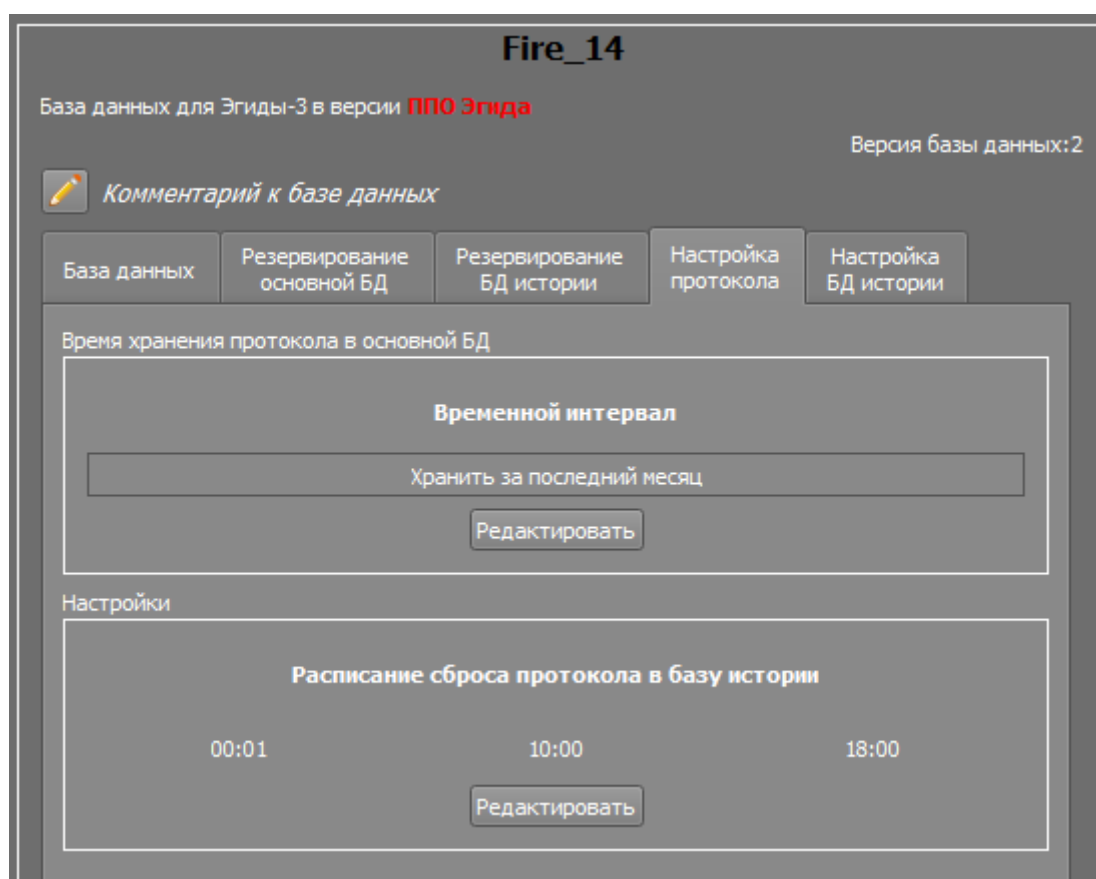 Fire_14
База данных для Эгиды-3 в версии ППО Эгида
Версия базы данных:2
Комментарий к базе данных
База данных
Резервирование
основной БД
Резервирование
БД истории
Настройка
протокола
Настройка
БД истории
Время хранения протокола в основной БД
Временной интервал
Хранить за последний месяц
Редактировать
Настройки
Расписание сброса протокола в базу истории
00:01 10:00 18:00
Редактировать